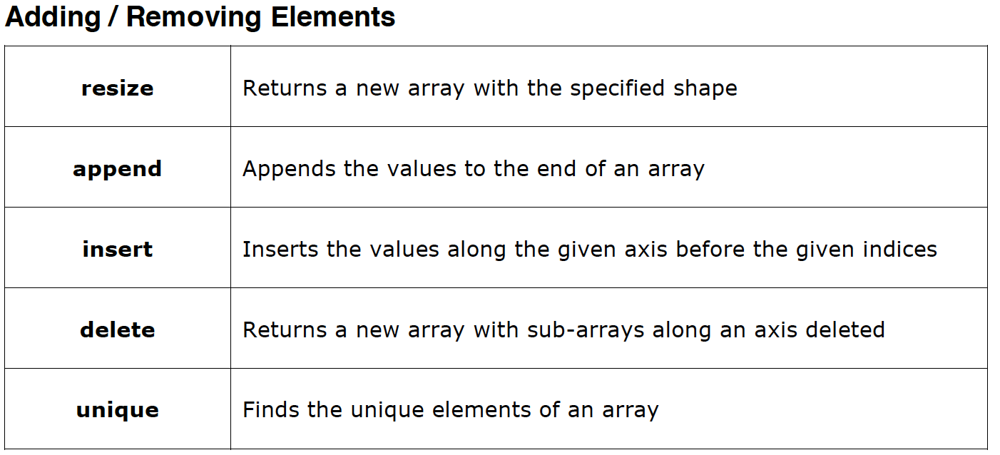 Adding / Removing Elements
resize
Returns a new array with the specified shape
append
Appends the values to the end of an array
insert
Inserts the values along the given axis before the given indices
delete
Returns a new array with sub-arrays along an axis deleted
unique
Finds the unique elements of an array